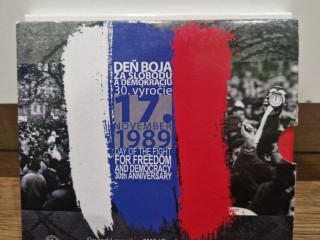 DEŇ BOJA
ZA SLOBODU
A DEMOKRACIU
30. výročie
17.
NOVEMBER
1989
DAY OF THE FIGHT
FOR FREEDOM
AND DEMOCRACY
30th ANNIVERSARY